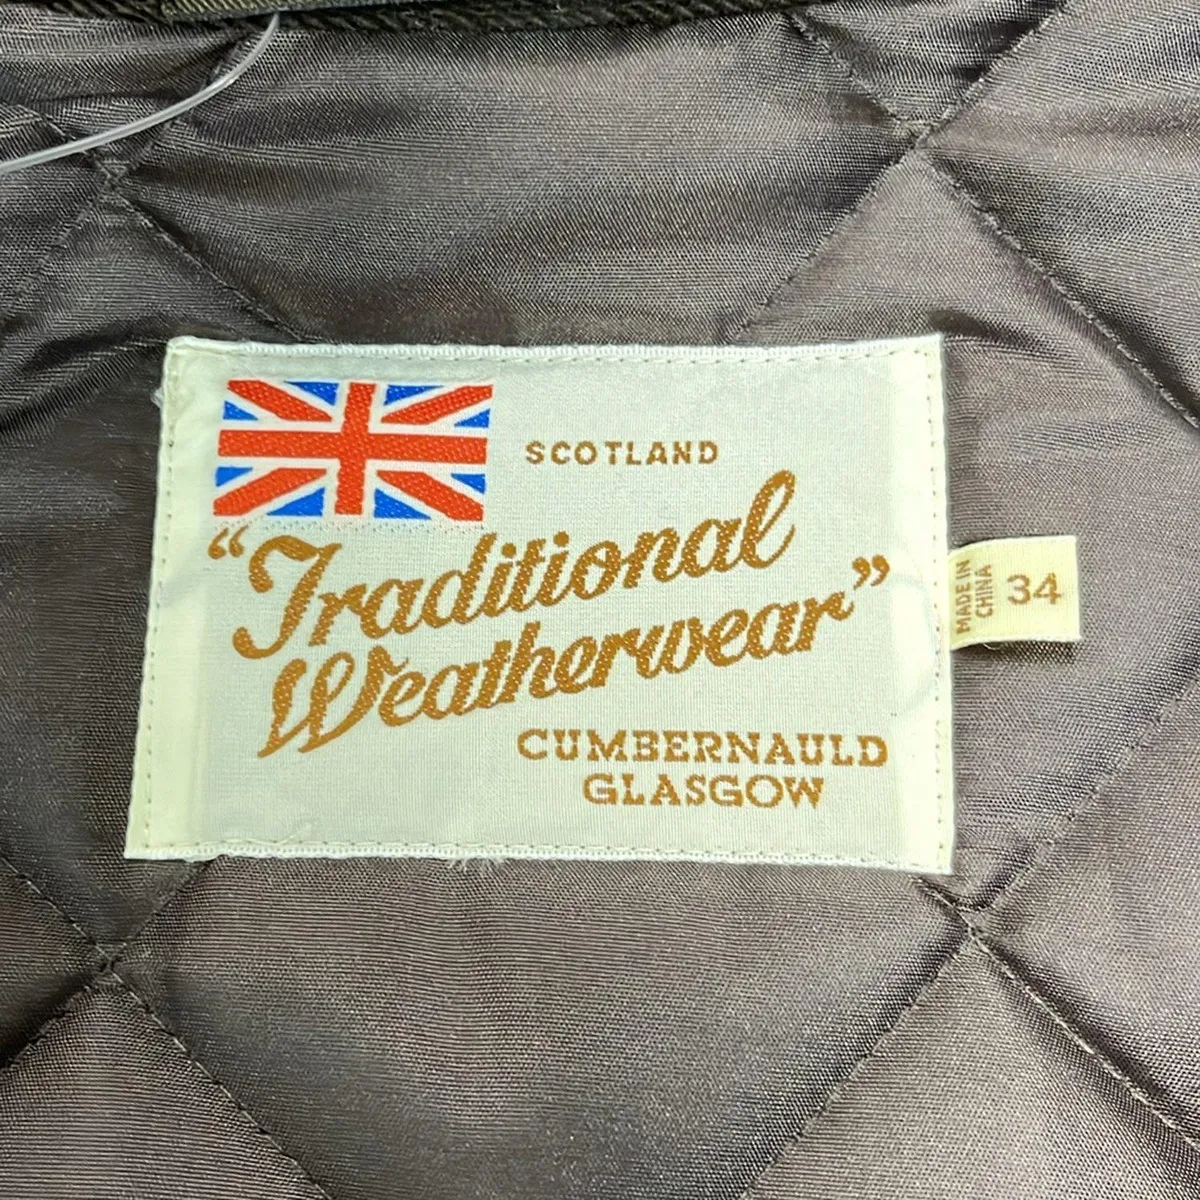 SCOTLAND
“Traditional
Weatherwear”
CUMBERNAULD
GLASGOW
MADE IN
CHINA
34